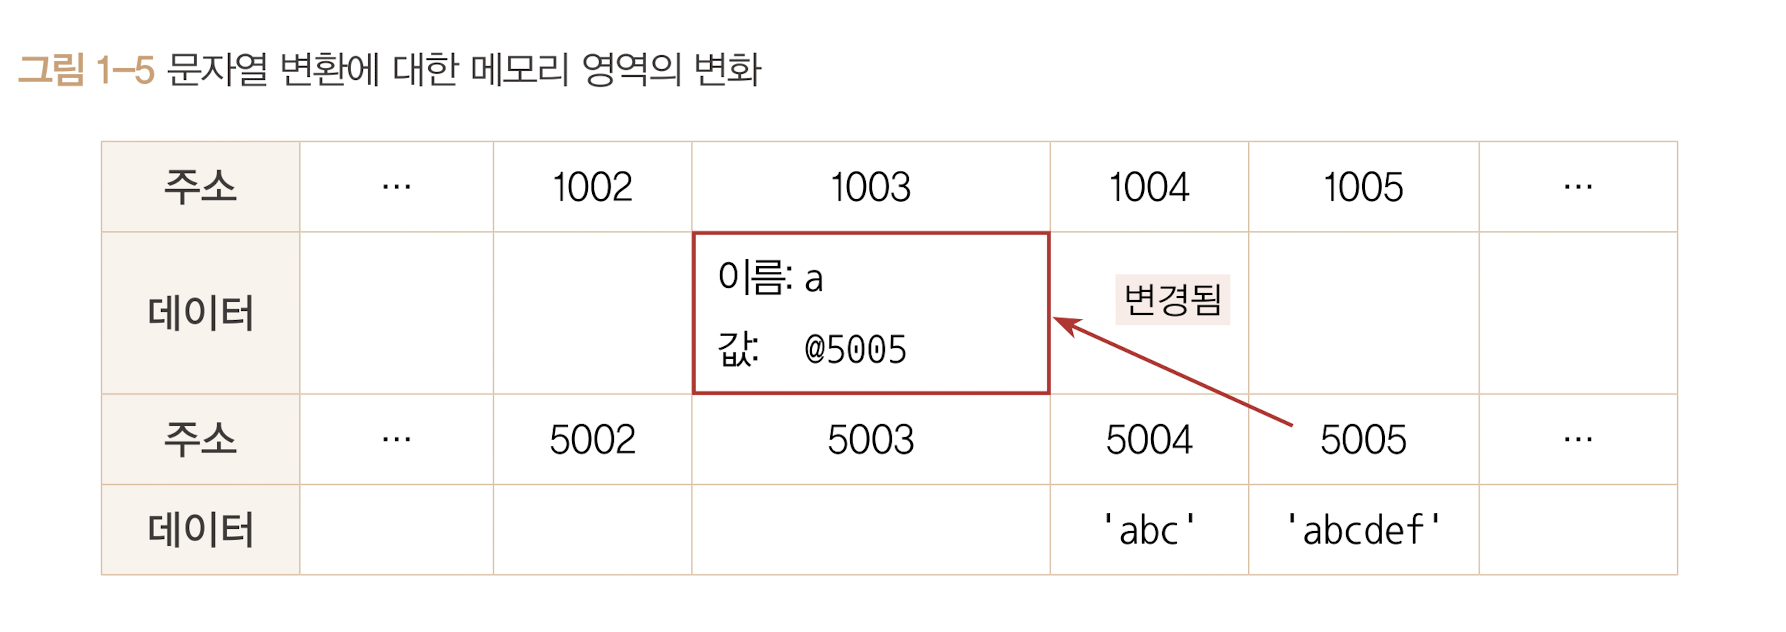 그림 1-5 문자열 변환에 대한 메모리 영역의 변화
주소 … 1002 1003 1004 1005 …
데이터 이름: a 변경됨
값: @5005
주소 … 5002 5003 5004 5005 …
데이터 'abc' 'abcdef'